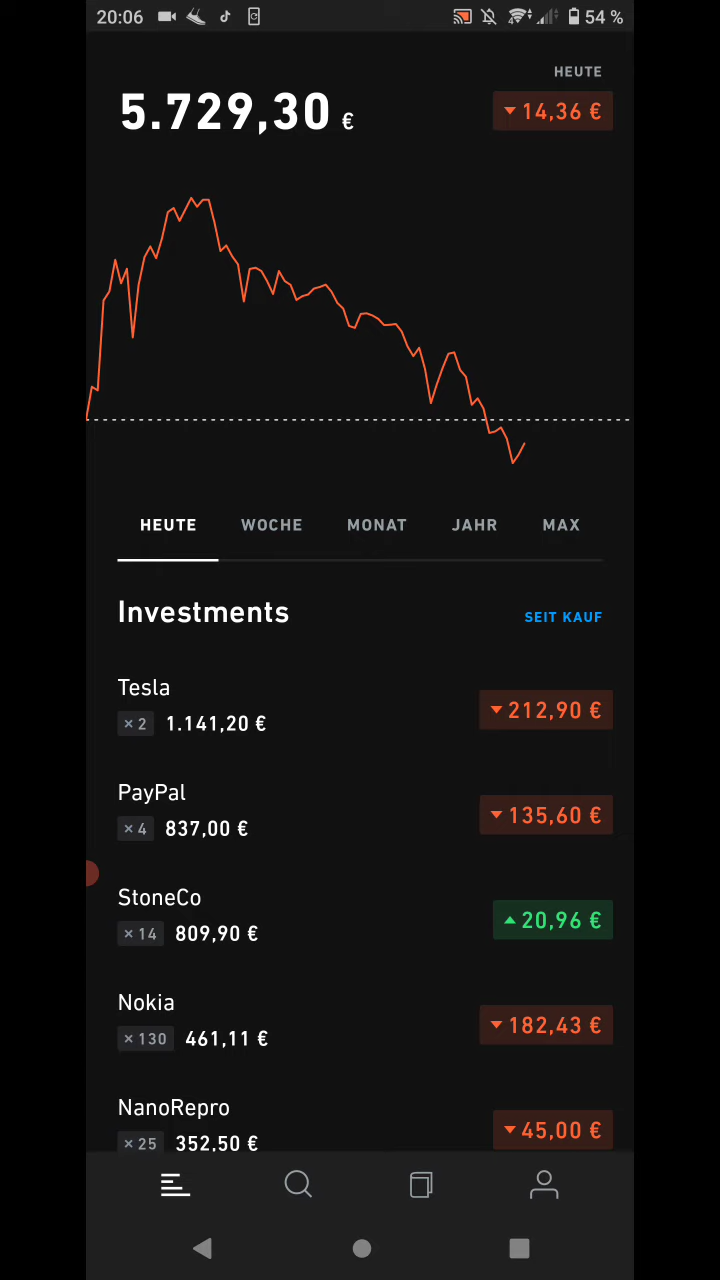 20:06 54 %
HEUTE
5.729,30 €
14,36 €
HEUTE WOCHE MONAT JAHR MAX
Investments SEIT KAUF
Tesla
× 2 1.141,20 €
212,90 €
PayPal
× 4 837,00 €
135,60 €
StoneCo
× 14 809,90 €
20,96 €
Nokia
× 130 461,11 €
182,43 €
NanoRepro
× 25 352,50 €
45,00 €